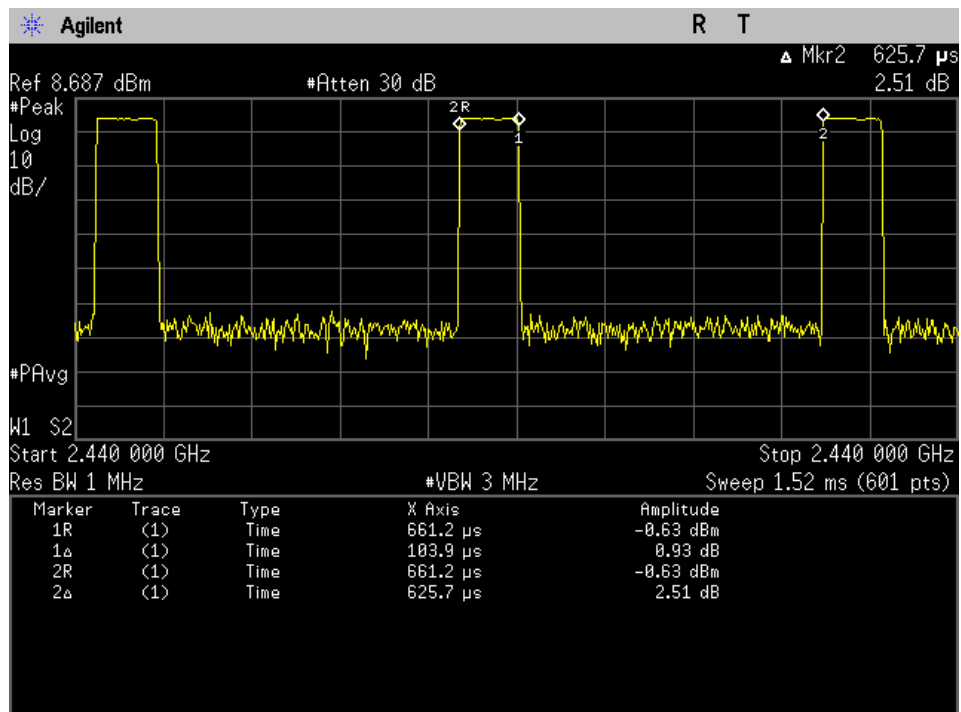 Agilent R T
Δ Mkr2 625.7 µs
Ref 8.687 dBm #Atten 30 dB 2.51 dB
#Peak
Log
10
dB/
2R
1
2
#PAvg
W1 S2
Start 2.440 000 GHz Stop 2.440 000 GHz
Res BW 1 MHz #VBW 3 MHz Sweep 1.52 ms (601 pts)
Marker Trace Type X Axis Amplitude
1R (1) Time 661.2 µs -0.63 dBm
1Δ (1) Time 103.9 µs 0.93 dB
2R (1) Time 661.2 µs -0.63 dBm
2Δ (1) Time 625.7 µs 2.51 dB